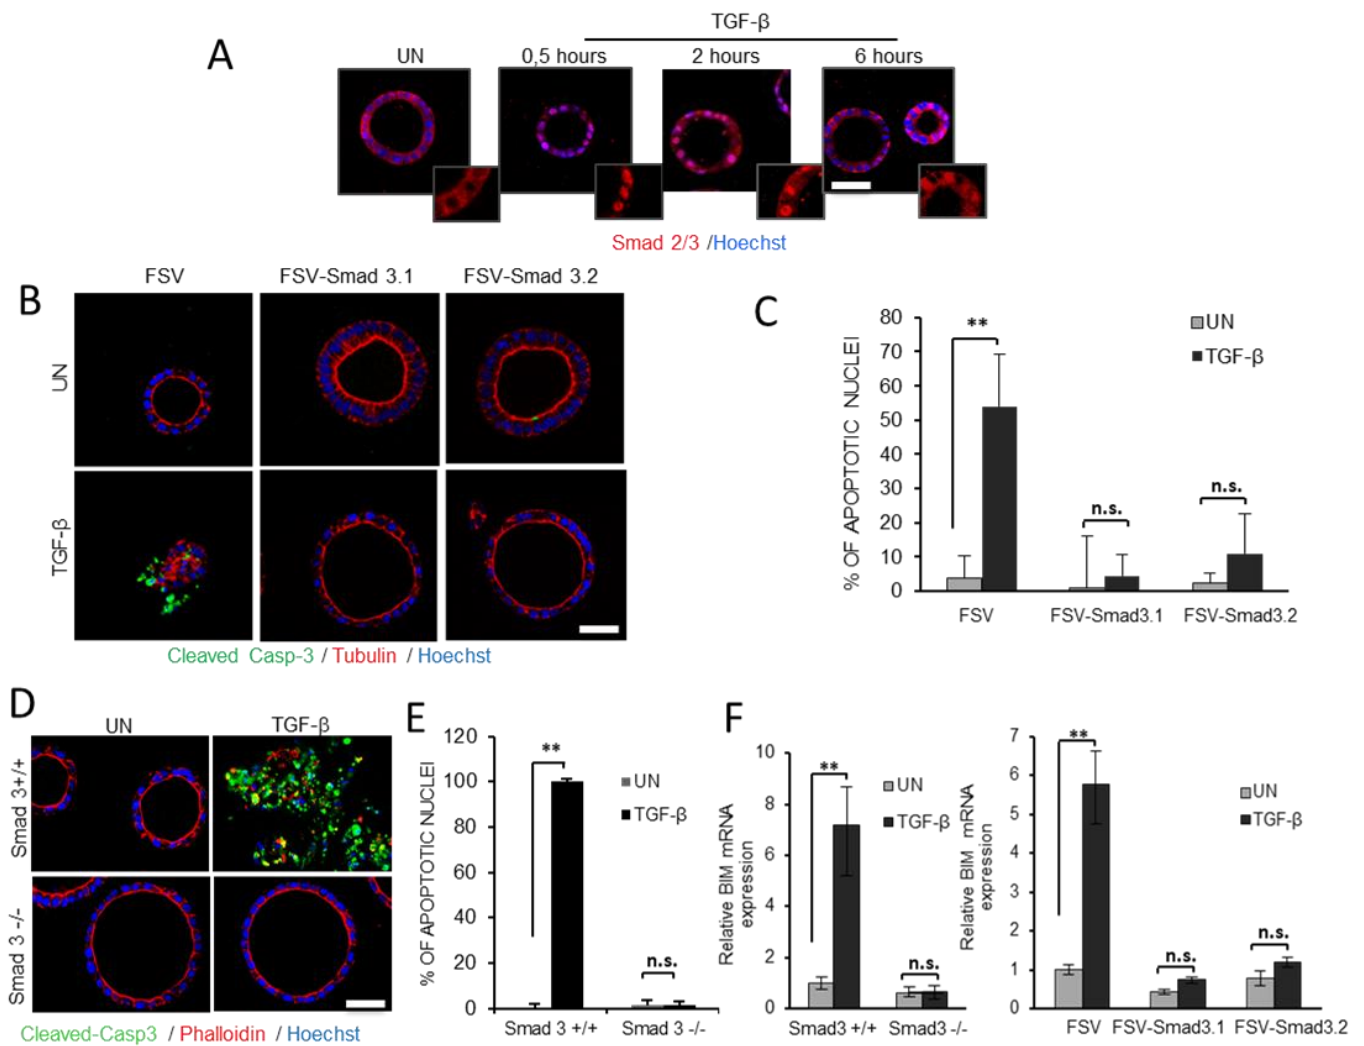 A
TGF-β
UN
0,5 hours
2 hours
6 hours
Smad 2/3 /Hoechst
B
FSV
FSV-Smad 3.1
FSV-Smad 3.2
UN
TGF-β
Cleaved Casp-3 / Tubulin / Hoechst
C
% OF APOPTOTIC NUCLEI
80
70
60
50
40
30
20
10
0
**
n.s.
n.s.
UN
TGF-β
FSV
FSV-Smad3.1
FSV-Smad3.2
D
UN
TGF-β
Smad 3+/+
Smad 3 -/-
Cleaved-Casp3 / Phalloidin / Hoechst
E
% OF APOPTOTIC NUCLEI
120
100
80
60
40
20
0
**
n.s.
UN
TGF-β
Smad 3 +/+
Smad 3 -/-
F
Relative BIM mRNA
expression
10
8
6
4
2
0
**
n.s.
UN
TGF-β
Smad3 +/+
Smad3 -/-
Relative BIM mRNA
expression
7
6
5
4
3
2
1
0
**
n.s.
n.s.
UN
TGF-β
FSV
FSV-Smad3.1
FSV-Smad3.2